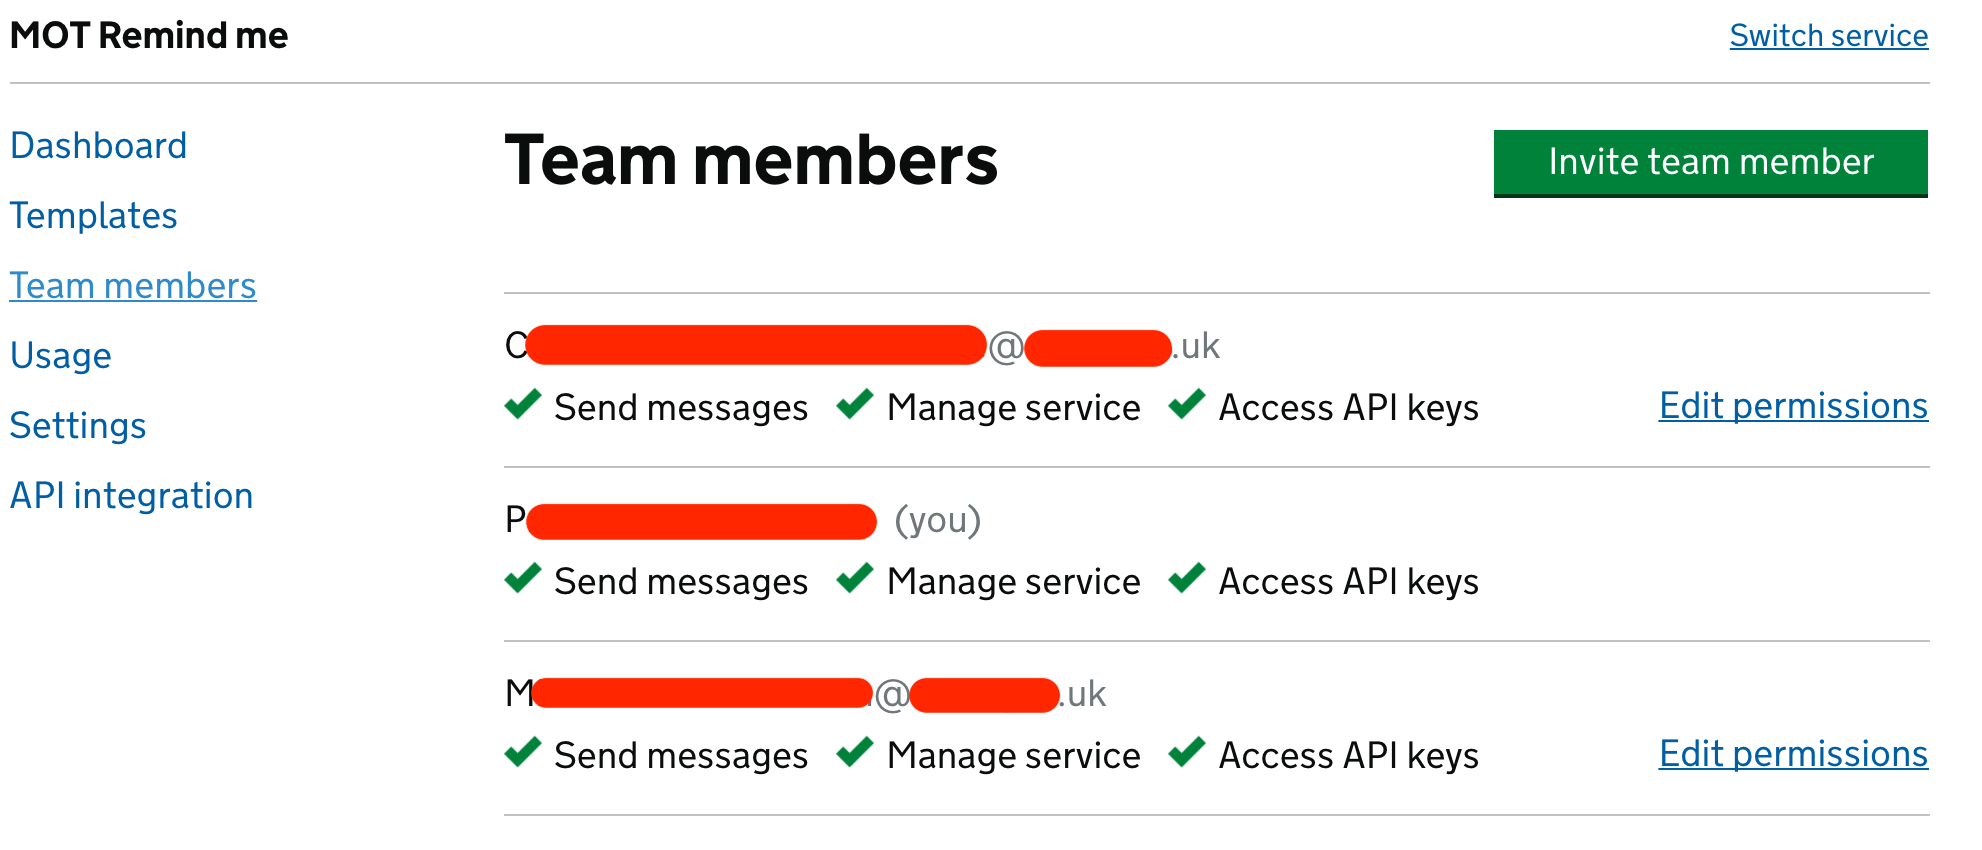 MOT Remind me
Switch service
Dashboard
Templates
Team members
Usage
Settings
API integration
Team members
Invite team member
C @ .uk
Send messages Manage service Access API keys Edit permissions
P (you)
Send messages Manage service Access API keys
M @ .uk
Send messages Manage service Access API keys Edit permissions